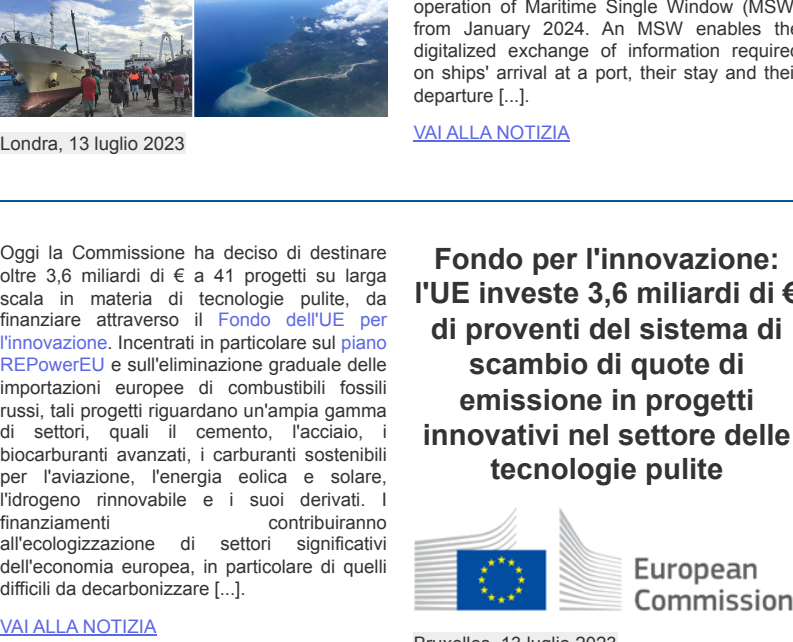 operation of Maritime Single Window (MSW)
from January 2024. An MSW enables the
digitalized exchange of information required
on ships' arrival at a port, their stay and their
departure [...].
VAI ALLA NOTIZIA
Londra, 13 luglio 2023
Oggi la Commissione ha deciso di destinare
oltre 3,6 miliardi di € a 41 progetti su larga
scala in materia di tecnologie pulite, da
finanziare attraverso il Fondo dell'UE per
l'innovazione. Incentrati in particolare sul piano
REPowerEU e sull'eliminazione graduale delle
importazioni europee di combustibili fossili
russi, tali progetti riguardano un'ampia gamma
di settori, quali il cemento, l'acciaio, i
biocarburanti avanzati, i carburanti sostenibili
per l'aviazione, l'energia eolica e solare,
l'idrogeno rinnovabile e i suoi derivati. I
finanziamenti contribuiranno
all'ecologizzazione di settori significativi
dell'economia europea, in particolare di quelli
difficili da decarbonizzare [...].
VAI ALLA NOTIZIA
Fondo per l'innovazione:
l'UE investe 3,6 miliardi di €
di proventi del sistema di
scambio di quote di
emissione in progetti
innovativi nel settore delle
tecnologie pulite
European
Commission
Bruxelles, 13 luglio 2023